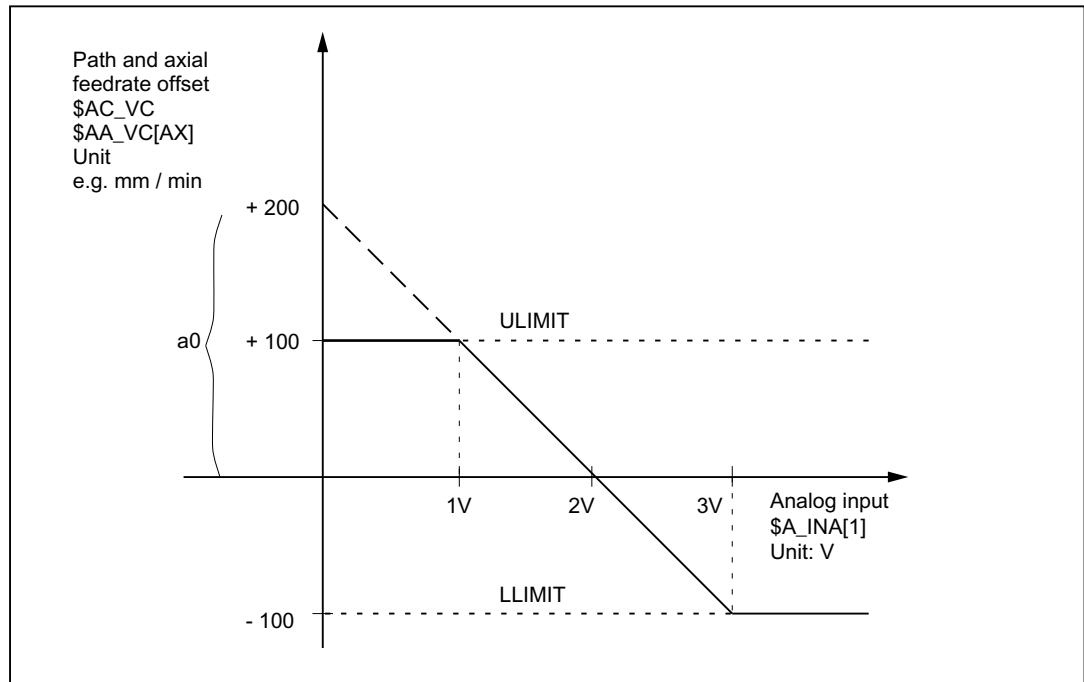 Path and axial
feedrate offset
$AC_VC
$AA_VC[AX]
Unit
e.g. mm / min
+ 200
a0
+ 100
ULIMIT
1V
2V
3V
Analog input
$A_INA[1]
Unit: V
LLIMIT
- 100